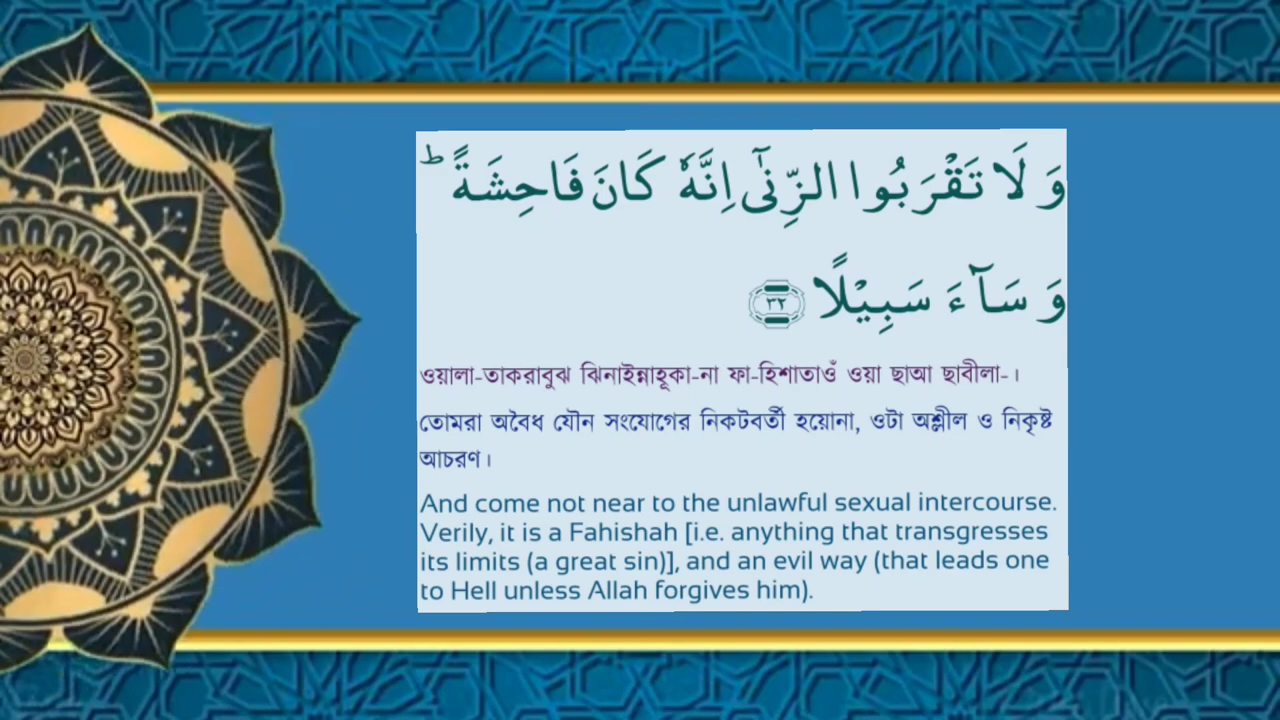 وَ لَا تَقْرَبُوا الزِّنٰۤى اِنَّهٗ كَانَ فَاحِشَةً ؕ
وَ سَآءَ سَبِيْلًا ۝٣٢
ওয়ালা-তাকরাবুঝ ঝিনাইন্নাহূকা-না ফা-হিশাতাওঁ ওয়া ছাআ ছাবীলা-।
তোমরা অবৈধ যৌন সংযোগের নিকটবর্তী হয়োনা, ওটা অশ্লীল ও নিকৃষ্ট
আচরণ।
And come not near to the unlawful sexual intercourse.
Verily, it is a Fahishah [i.e. anything that transgresses
its limits (a great sin)], and an evil way (that leads one
to Hell unless Allah forgives him).